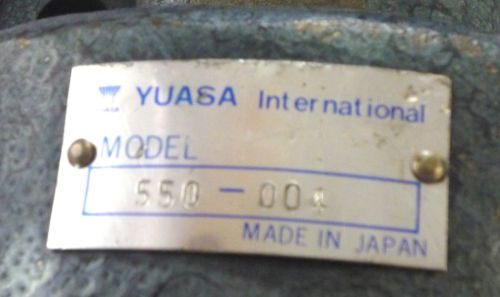 YUASA International
MODEL
550-004
MADE IN JAPAN